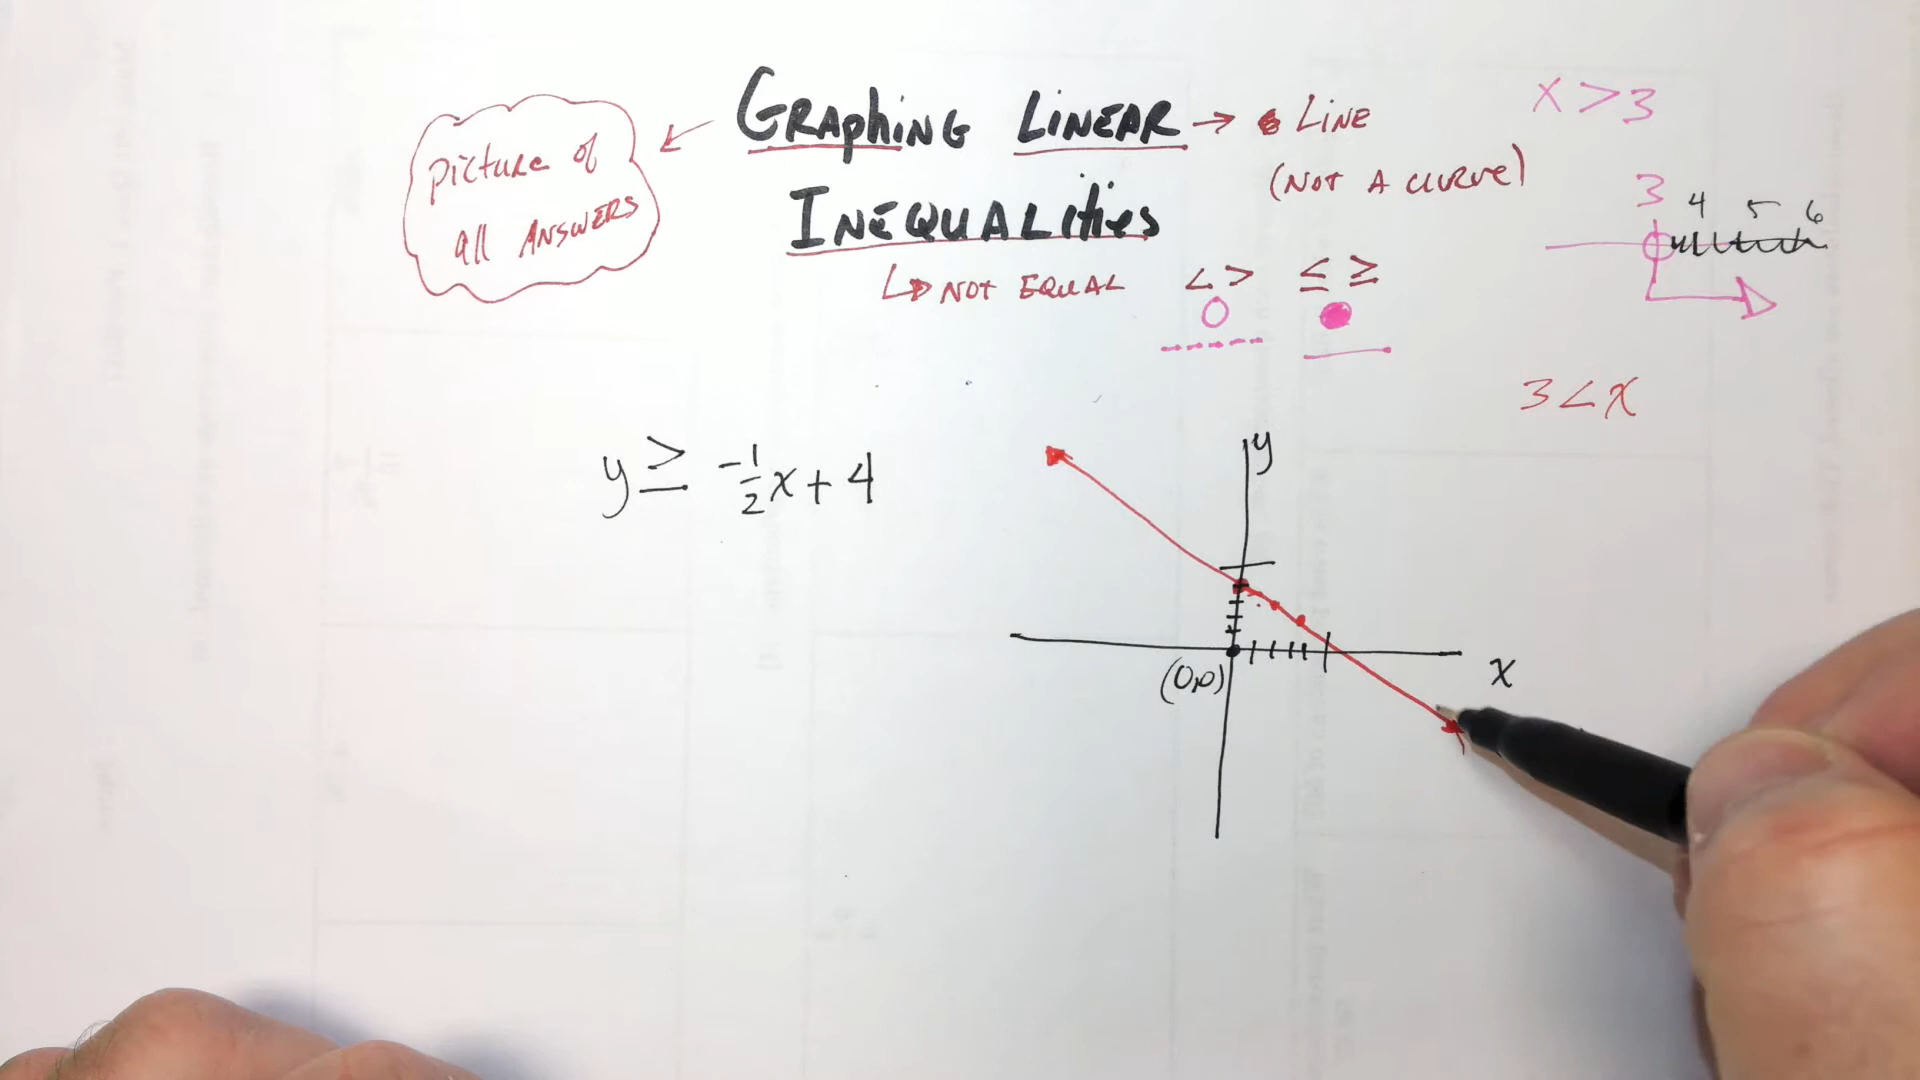 GRAPHING LINEAR → LINE
(NOT A CURVE)
INEQUALITIES
picture of
all ANSWERS
↳ NOT EQUAL < > ≤ ≥
x > 3
3 4 5 6
3 < x
y ≥ -1/2 x + 4
y
x
(0,0)